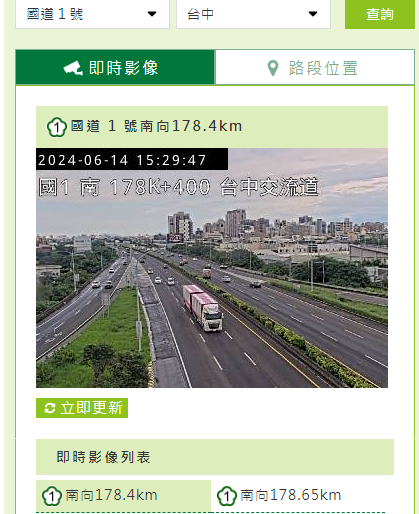 國道 1 號 台中 查詢
即時影像 路段位置
1 國道 1 號南向178.4km
2024-06-14 15:29:47
國1 南 178K+400 台中交流道
立即更新
即時影像列表
1 南向178.4km 1 南向178.65km